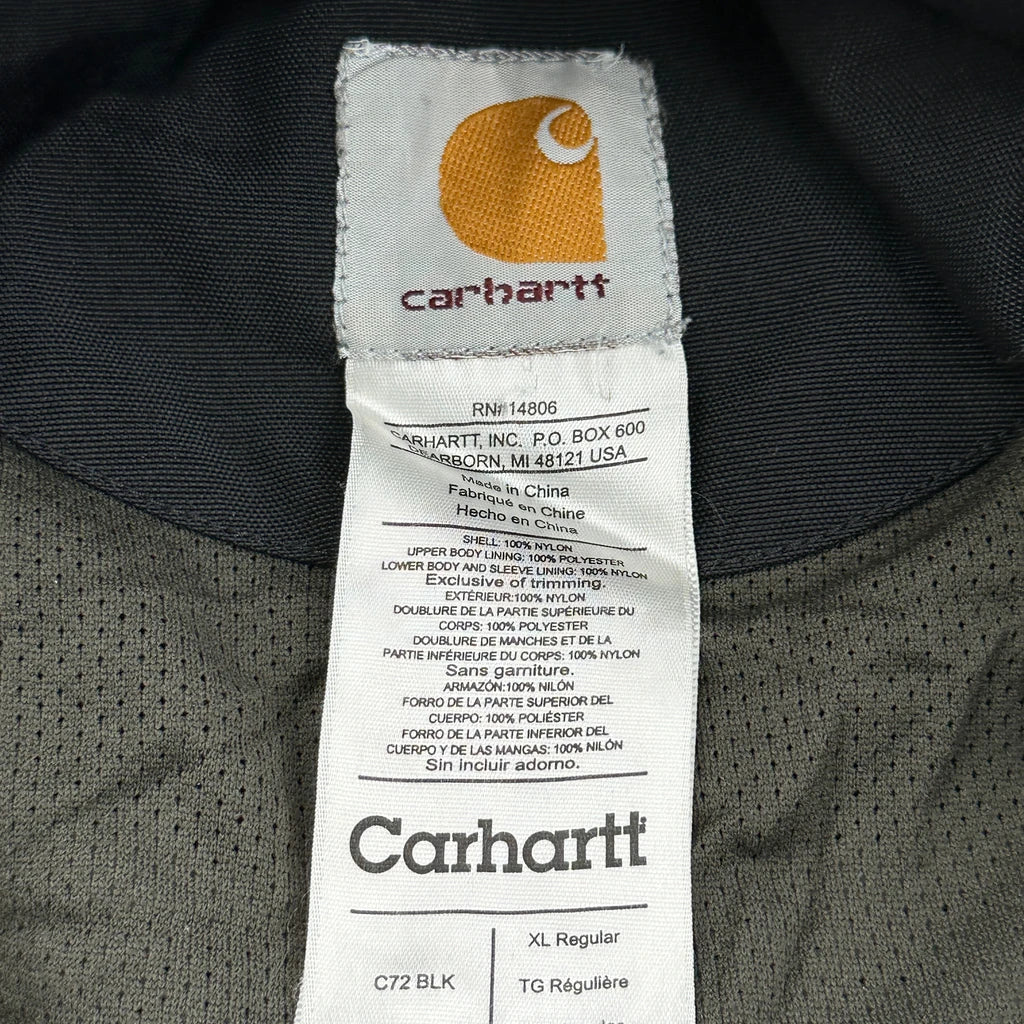 carhartt
RN# 14806
CARHARTT, INC. P.O. BOX 600
DEARBORN, MI 48121 USA
Made in China
Fabriqué en Chine
Hecho en China
SHELL: 100% NYLON
UPPER BODY LINING: 100% POLYESTER
LOWER BODY AND SLEEVE LINING: 100% NYLON
Exclusive of trimming.
EXTÉRIEUR:100% NYLON
DOUBLURE DE LA PARTIE SUPÉRIEURE DU
CORPS: 100% POLYESTER
DOUBLURE DE MANCHES ET DE LA
PARTIE INFÉRIEURE DU CORPS: 100% NYLON
Sans garniture.
ARMAZÓN:100% NILÓN
FORRO DE LA PARTE SUPERIOR DEL
CUERPO: 100% POLIÉSTER
FORRO DE LA PARTE INFERIOR DEL
CUERPO Y DE LAS MANGAS: 100% NILÓN
Sin incluir adorno.
Carhartt
XL Regular
C72 BLK
TG Régulière